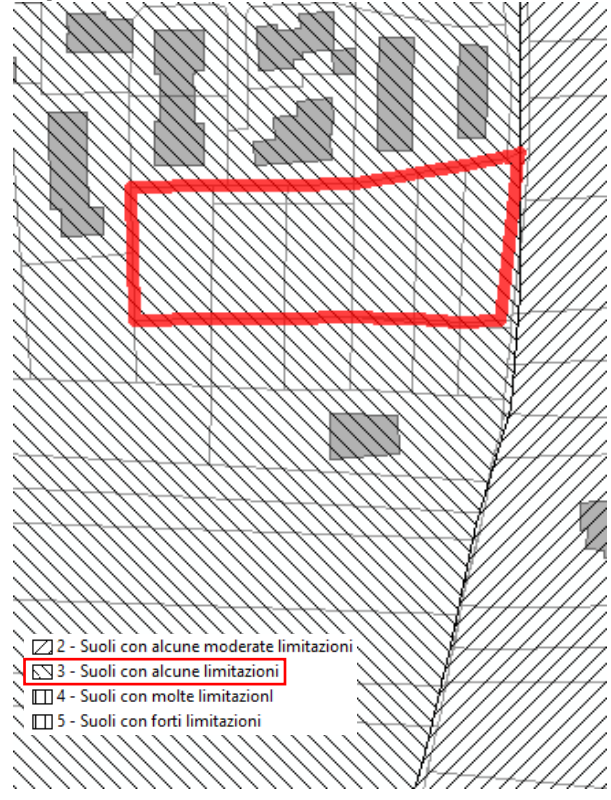 2 - Suoli con alcune moderate limitazioni
3 - Suoli con alcune limitazioni
4 - Suoli con molte limitazionI
5 - Suoli con forti limitazioni